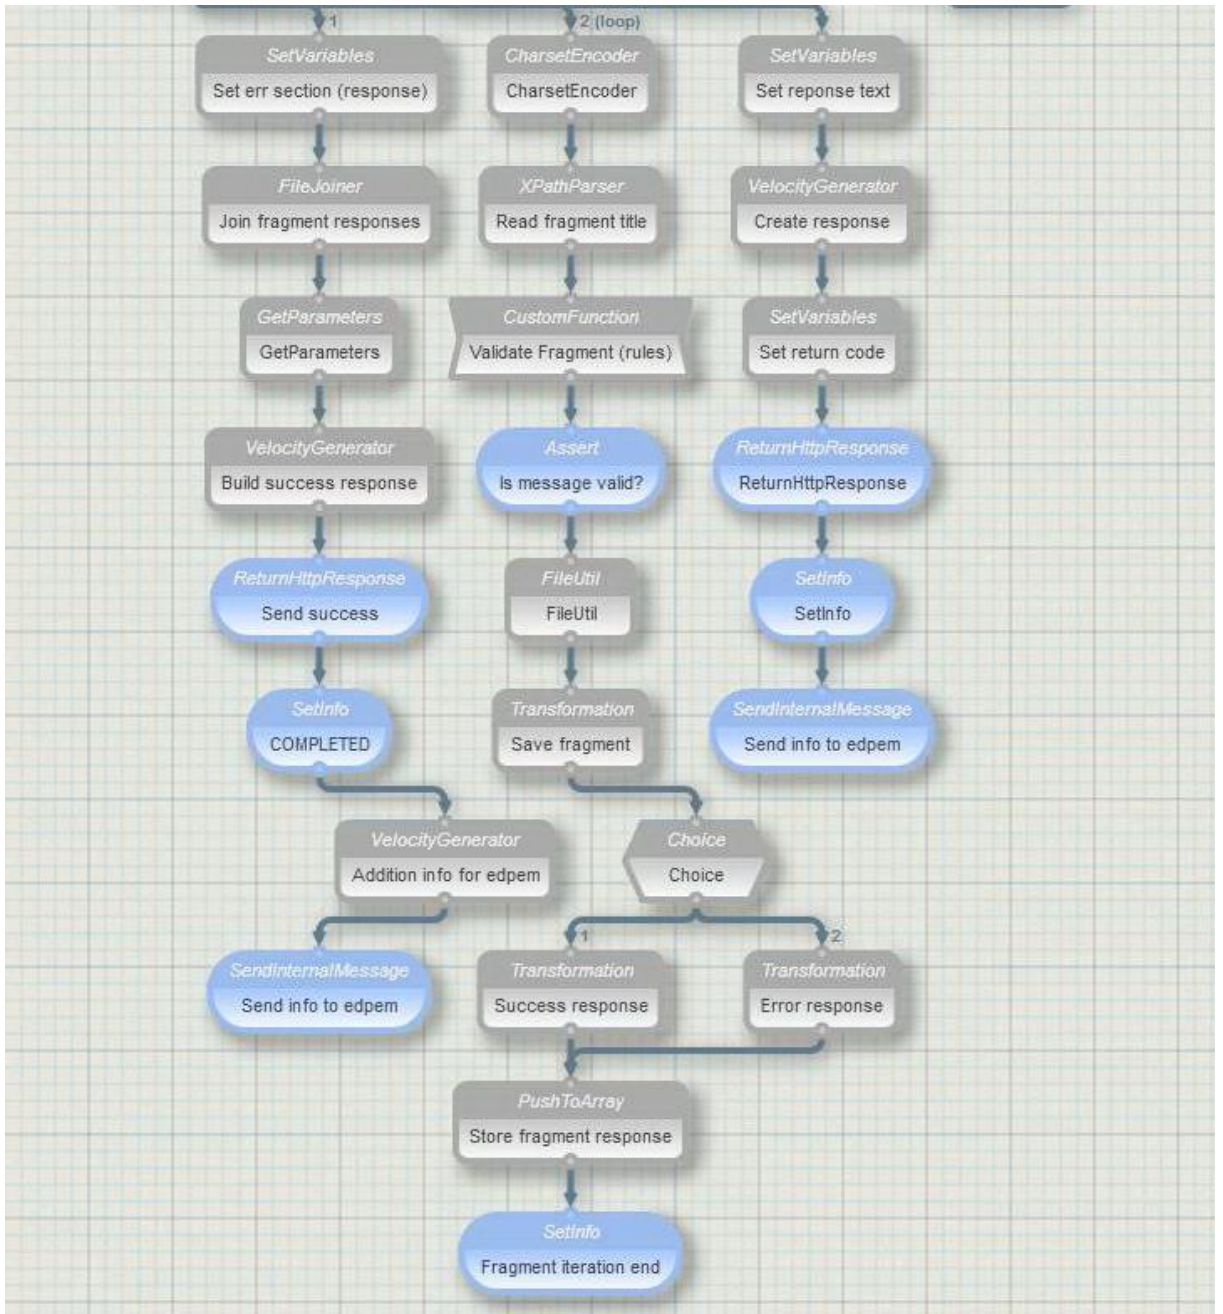 1
2 (loop)
SetVariables
CharsetEncoder
SetVariables
Set err section (response)
CharsetEncoder
Set reponse text
FileJoiner
XPathParser
VelocityGenerator
Join fragment responses
Read fragment title
Create response
GetParameters
CustomFunction
SetVariables
GetParameters
Validate Fragment (rules)
Set return code
VelocityGenerator
Assert
ReturnHttpResponse
Build success response
Is message valid?
ReturnHttpResponse
ReturnHttpResponse
FileUtil
SetInfo
Send success
FileUtil
SetInfo
SetInfo
Transformation
SendInternalMessage
COMPLETED
Save fragment
Send info to edpem
VelocityGenerator
Choice
Addition info for edpem
Choice
1
2
SendInternalMessage
Transformation
Transformation
Send info to edpem
Success response
Error response
PushToArray
Store fragment response
SetInfo
Fragment iteration end